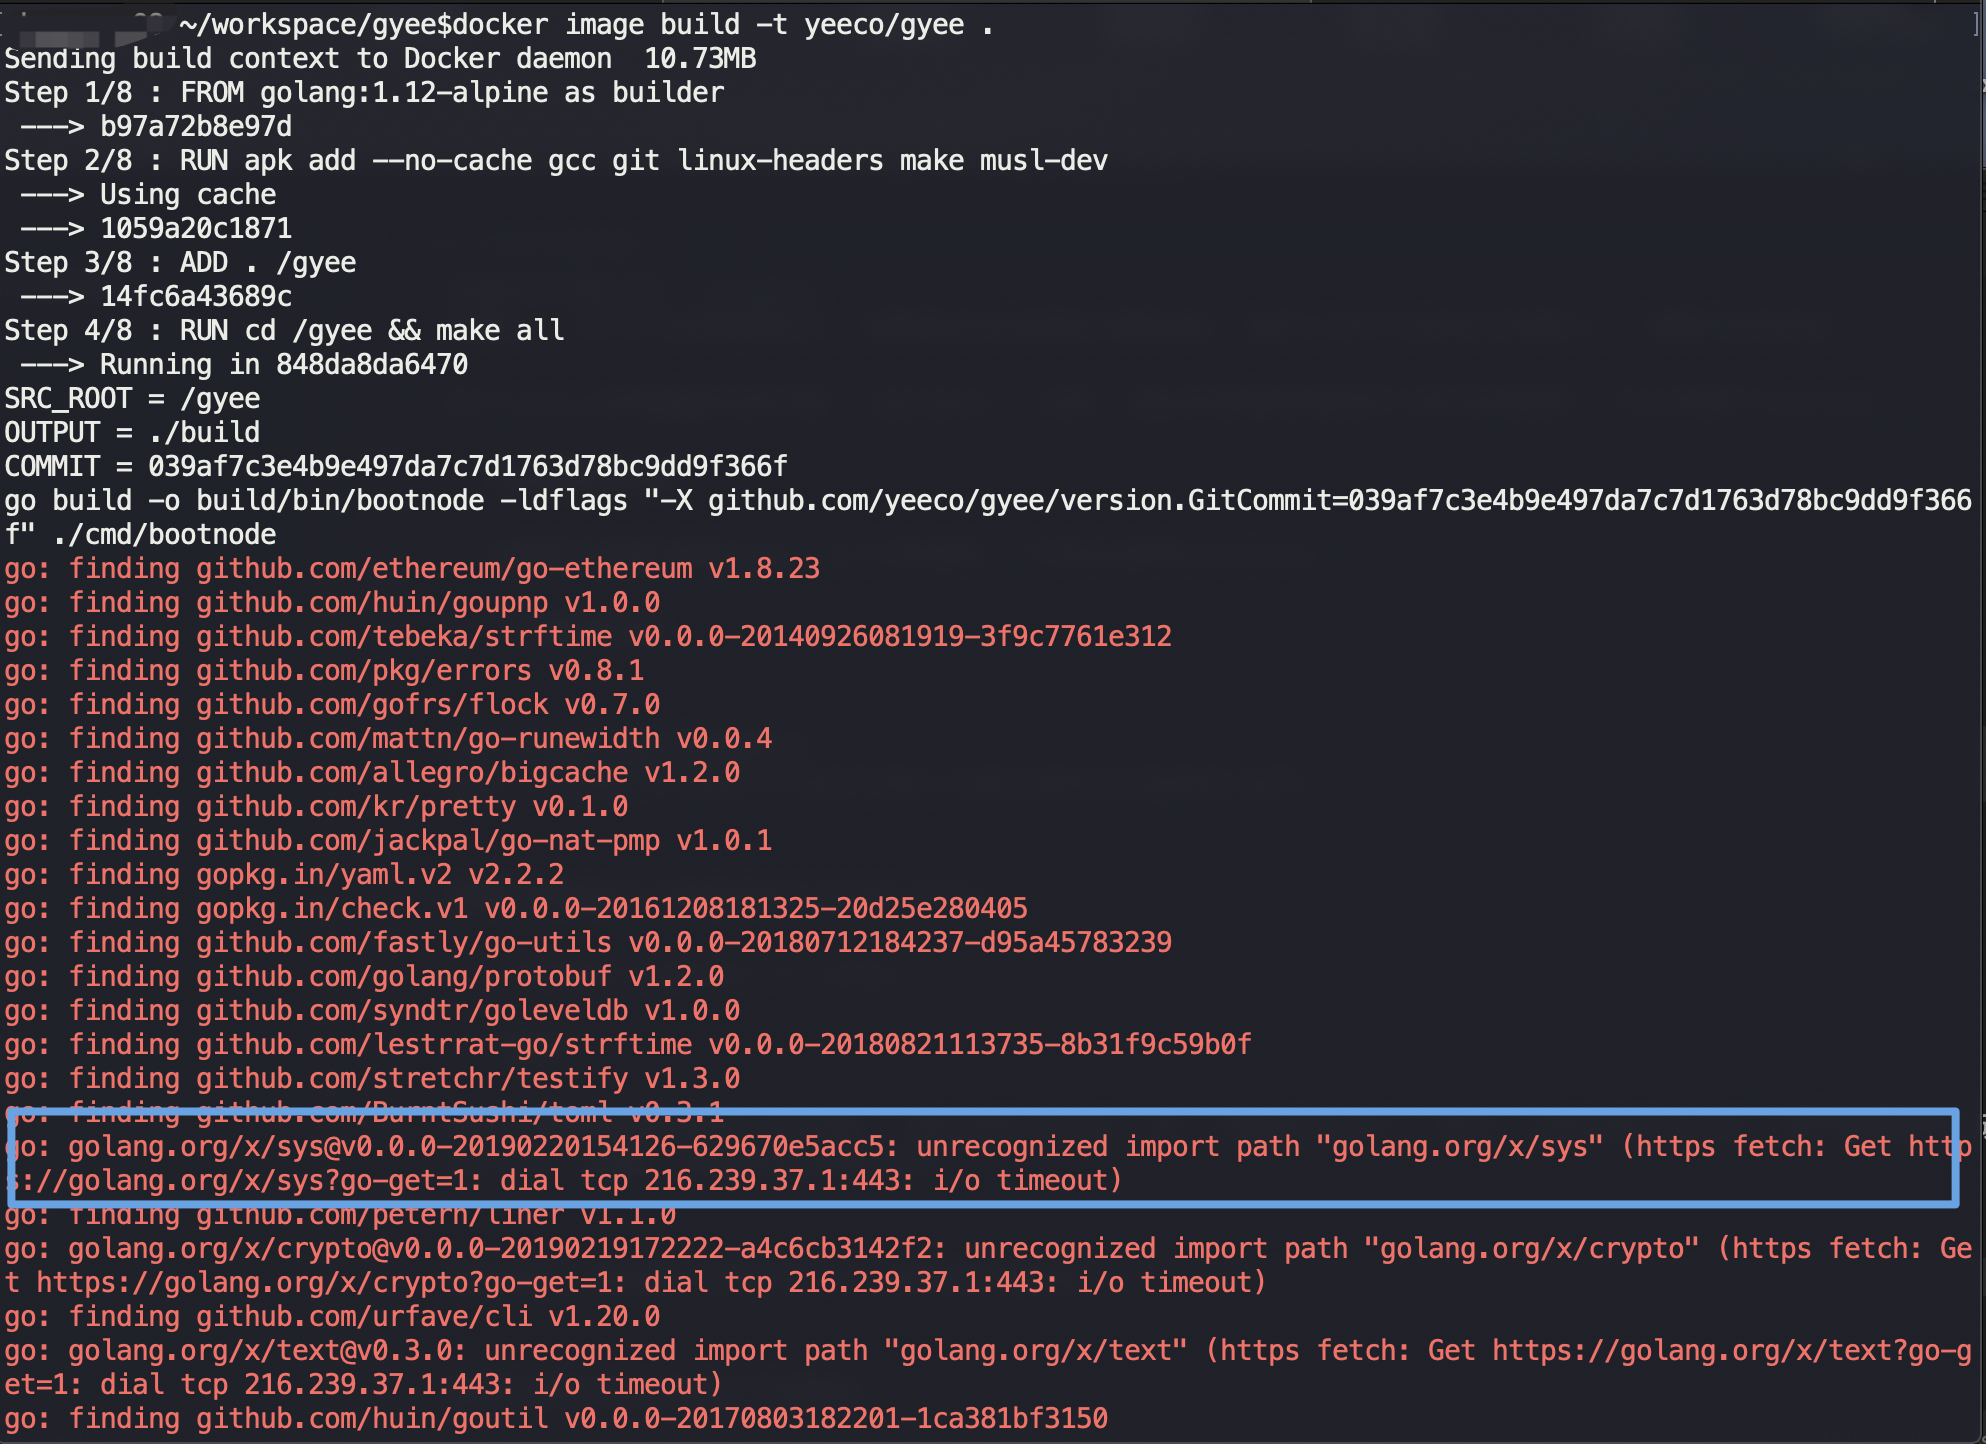 ~/workspace/gyee$docker image build -t yeeco/gyee .
Sending build context to Docker daemon  10.73MB
Step 1/8 : FROM golang:1.12-alpine as builder
 ---> b97a72b8e97d
Step 2/8 : RUN apk add --no-cache gcc git linux-headers make musl-dev
 ---> Using cache
 ---> 1059a20c1871
Step 3/8 : ADD . /gyee
 ---> 14fc6a43689c
Step 4/8 : RUN cd /gyee && make all
 ---> Running in 848da8da6470
SRC_ROOT = /gyee
OUTPUT = ./build
COMMIT = 039af7c3e4b9e497da7c7d1763d78bc9dd9f366f
go build -o build/bin/bootnode -ldflags "-X github.com/yeeco/gyee/version.GitCommit=039af7c3e4b9e497da7c7d1763d78bc9dd9f366
f" ./cmd/bootnode
go: finding github.com/ethereum/go-ethereum v1.8.23
go: finding github.com/huin/goupnp v1.0.0
go: finding github.com/tebeka/strftime v0.0.0-20140926081919-3f9c7761e312
go: finding github.com/pkg/errors v0.8.1
go: finding github.com/gofrs/flock v0.7.0
go: finding github.com/mattn/go-runewidth v0.0.4
go: finding github.com/allegro/bigcache v1.2.0
go: finding github.com/kr/pretty v0.1.0
go: finding github.com/jackpal/go-nat-pmp v1.0.1
go: finding gopkg.in/yaml.v2 v2.2.2
go: finding gopkg.in/check.v1 v0.0.0-20161208181325-20d25e280405
go: finding github.com/fastly/go-utils v0.0.0-20180712184237-d95a45783239
go: finding github.com/golang/protobuf v1.2.0
go: finding github.com/syndtr/goleveldb v1.0.0
go: finding github.com/lestrrat-go/strftime v0.0.0-20180821113735-8b31f9c59b0f
go: finding github.com/stretchr/testify v1.3.0
go: finding github.com/BurntSushi/toml v0.3.1
go: golang.org/x/sys@v0.0.0-20190220154126-629670e5acc5: unrecognized import path "golang.org/x/sys" (https fetch: Get http
s://golang.org/x/sys?go-get=1: dial tcp 216.239.37.1:443: i/o timeout)
go: finding github.com/peterh/liner v1.1.0
go: golang.org/x/crypto@v0.0.0-20190219172222-a4c6cb3142f2: unrecognized import path "golang.org/x/crypto" (https fetch: Ge
t https://golang.org/x/crypto?go-get=1: dial tcp 216.239.37.1:443: i/o timeout)
go: finding github.com/urfave/cli v1.20.0
go: golang.org/x/text@v0.3.0: unrecognized import path "golang.org/x/text" (https fetch: Get https://golang.org/x/text?go-g
et=1: dial tcp 216.239.37.1:443: i/o timeout)
go: finding github.com/huin/goutil v0.0.0-20170803182201-1ca381bf3150